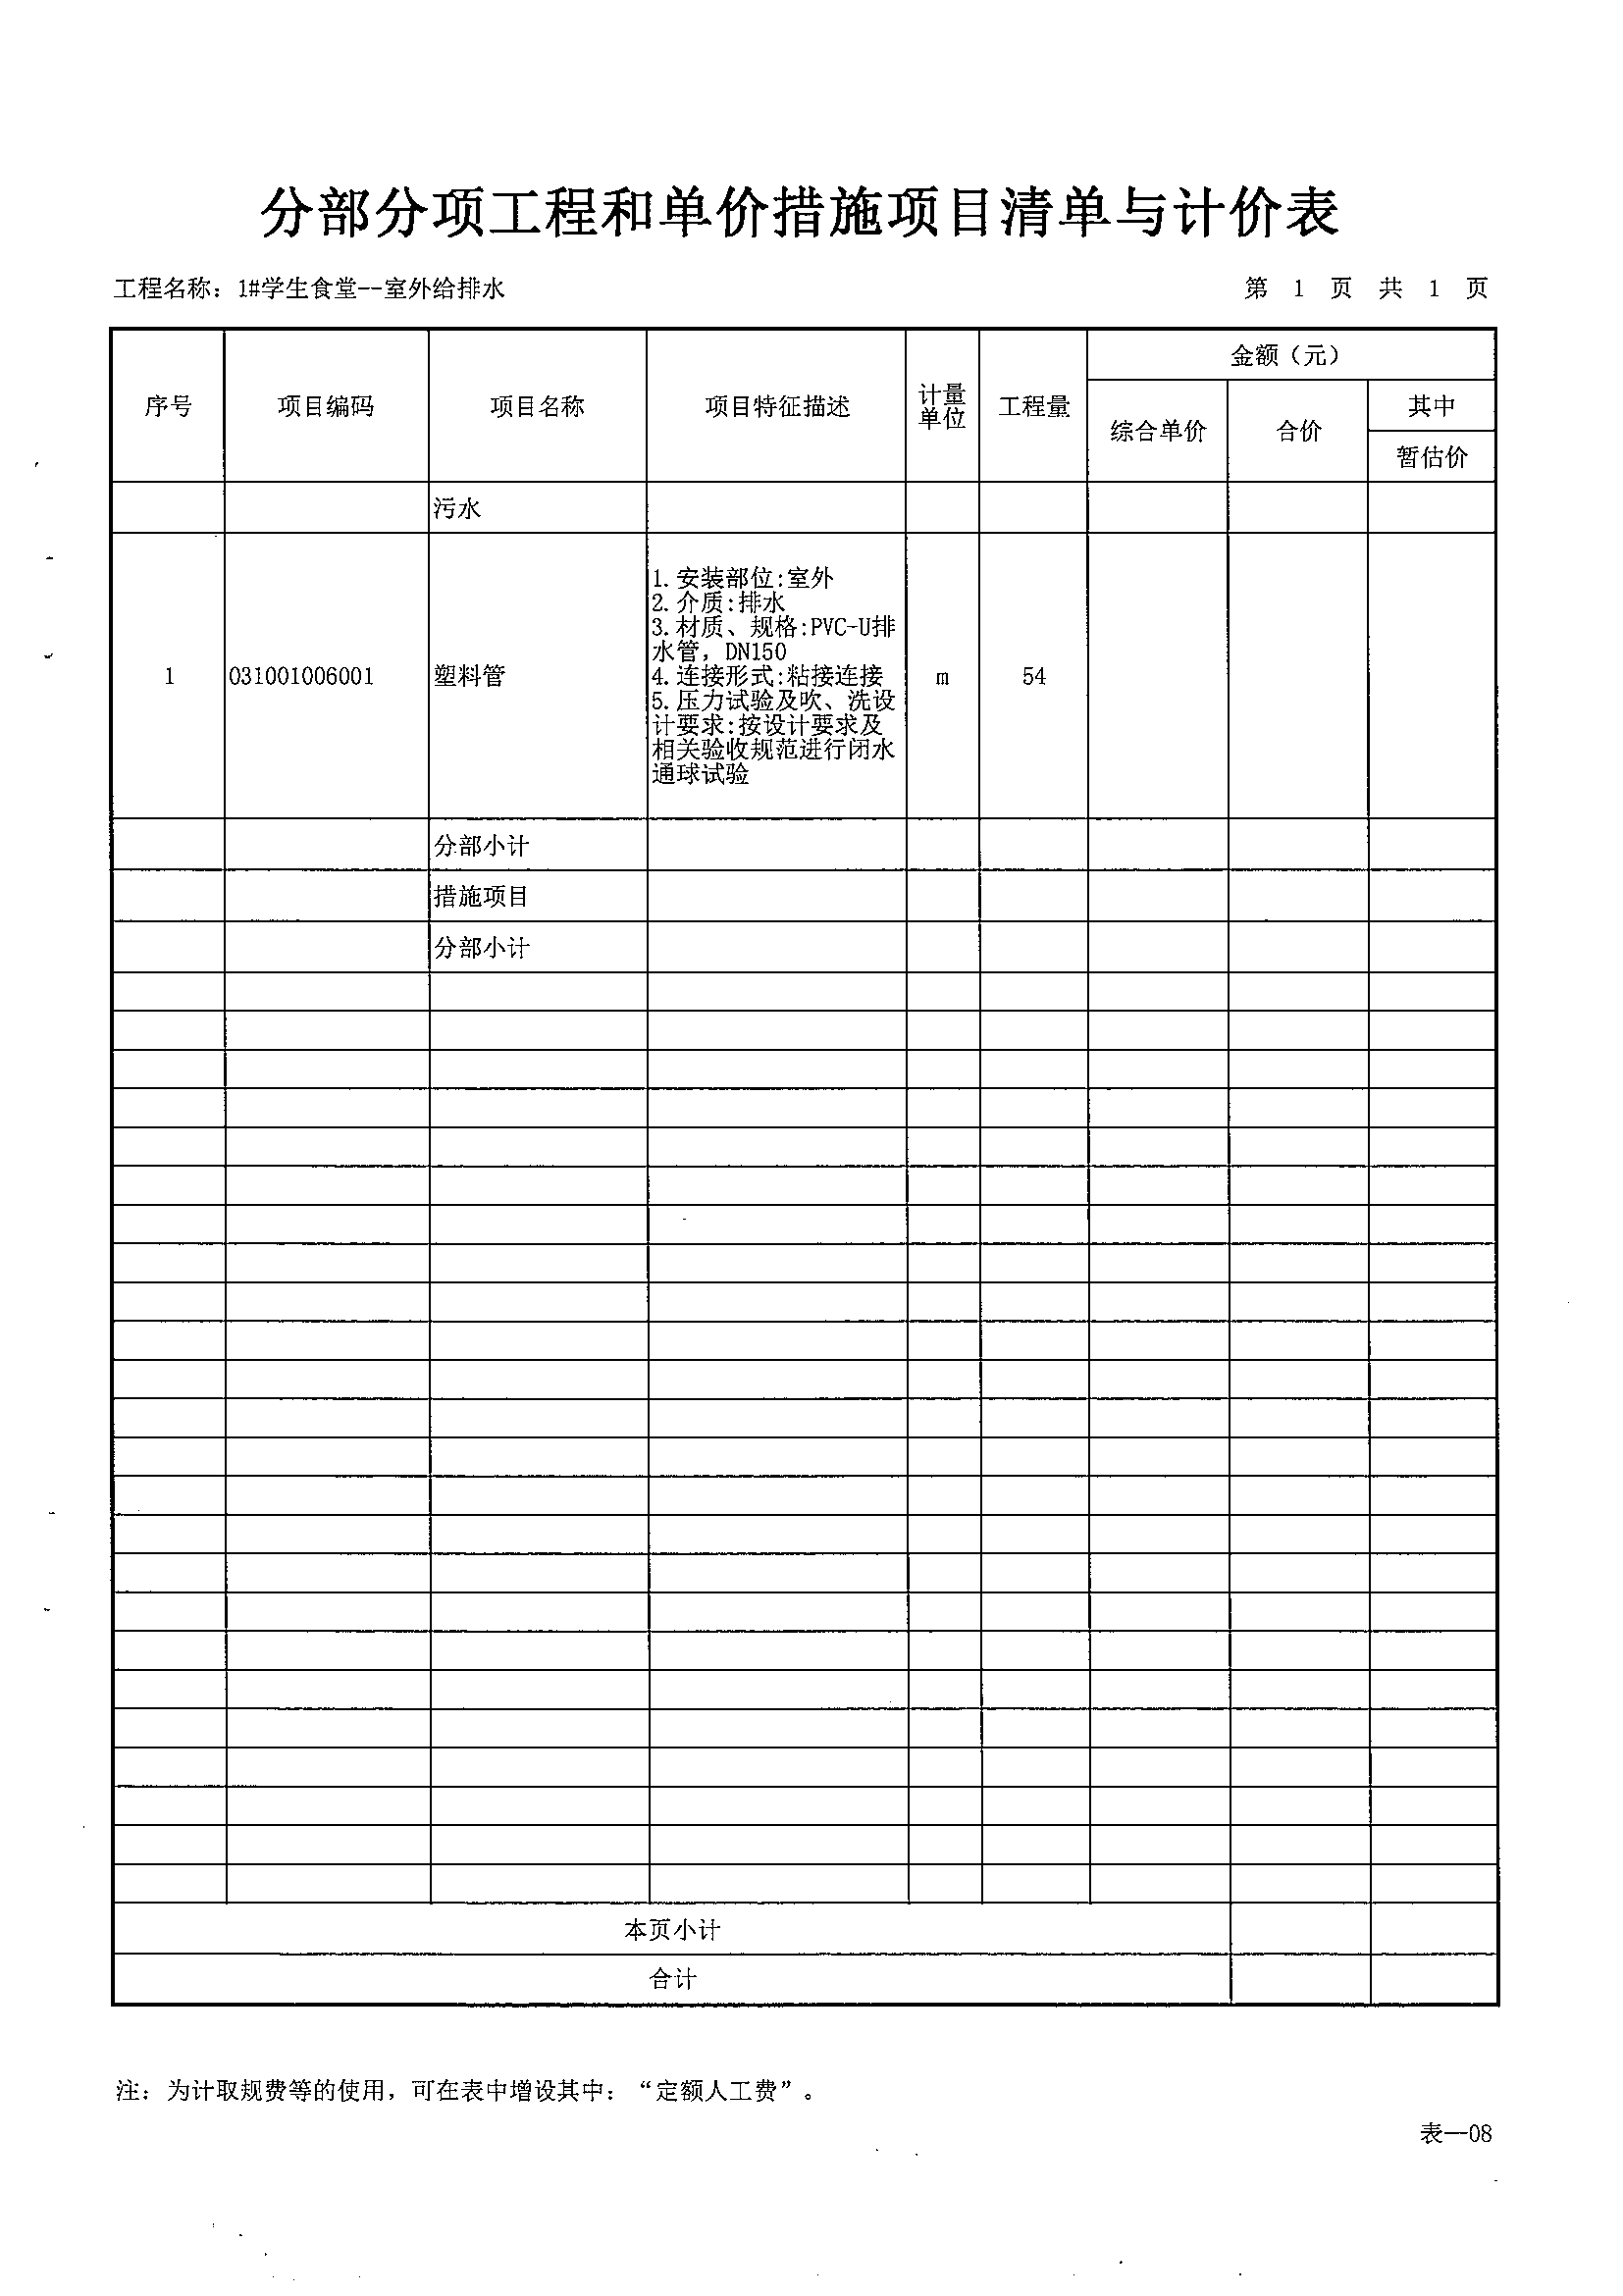 分部分项工程和单价措施项目清单与计价表
工程名称：1#学生食堂--室外给排水
第 1 页 共 1 页
序号
项目编码
项目名称
项目特征描述
计量
单位
工程量
金额（元）
综合单价
合价
其中
暂估价
污水
1
031001006001
塑料管
1.安装部位:室外
2.介质:排水
3.材质、规格:PVC-U排
水管，DN150
4.连接形式:粘接连接
5.压力试验及吹、洗设
计要求:按设计要求及
相关验收规范进行闭水
通球试验
m
54
分部小计
措施项目
分部小计
本页小计
合计
注：为计取规费等的使用，可在表中增设其中：“定额人工费”。
表—08